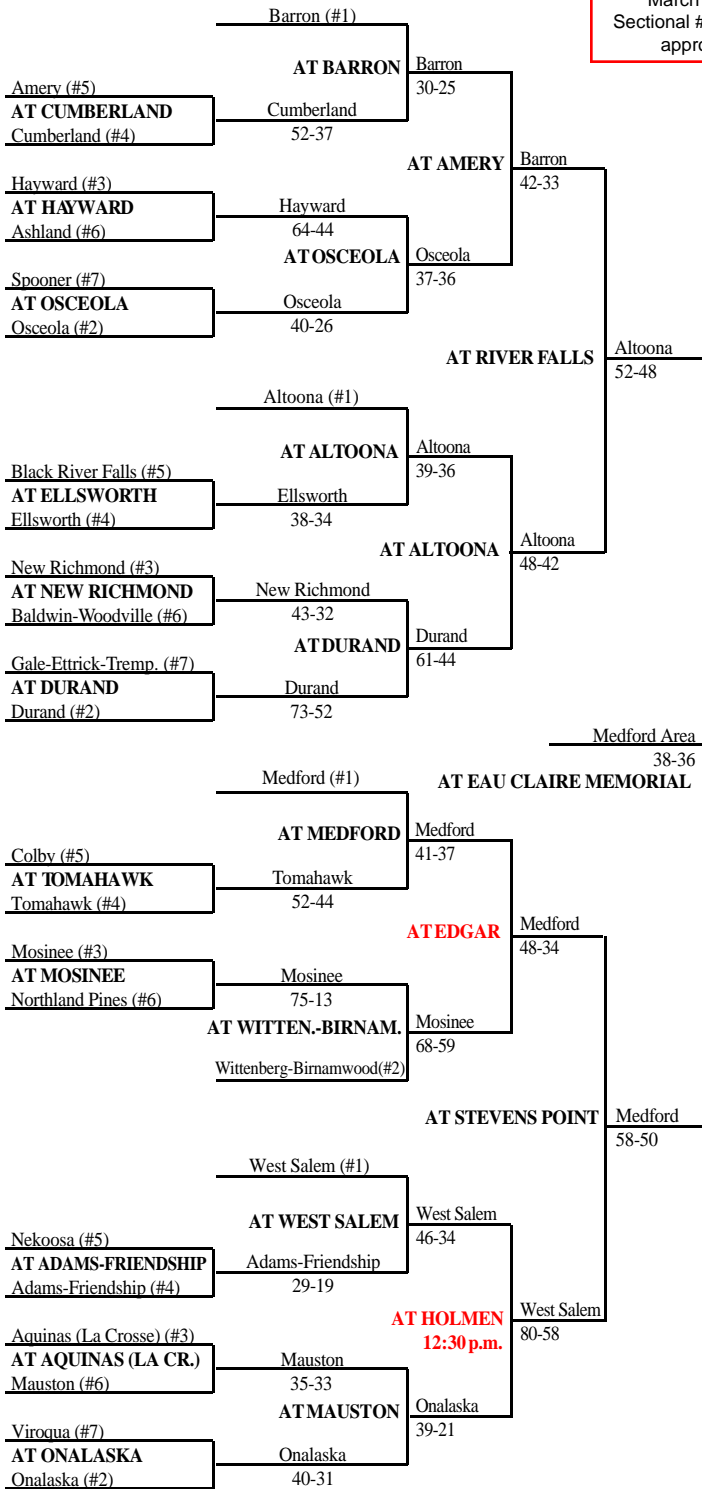 Barron (#1)
March
Sectional #
appro
AT BARRON
Barron
30-25
Amery (#5)
AT CUMBERLAND
Cumberland (#4)
Cumberland
52-37
AT AMERY
Barron
42-33
Hayward (#3)
AT HAYWARD
Ashland (#6)
Hayward
64-44
AT OSCEOLA
Osceola
37-36
Spooner (#7)
AT OSCEOLA
Osceola (#2)
Osceola
40-26
AT RIVER FALLS
Altoona
52-48
Altoona (#1)
AT ALTOONA
Altoona
39-36
Black River Falls (#5)
AT ELLSWORTH
Ellsworth (#4)
Ellsworth
38-34
AT ALTOONA
Altoona
48-42
New Richmond (#3)
AT NEW RICHMOND
Baldwin-Woodville (#6)
New Richmond
43-32
AT DURAND
Durand
61-44
Gale-Ettrick-Tremp. (#7)
AT DURAND
Durand (#2)
Durand
73-52
Medford Area
38-36
AT EAU CLAIRE MEMORIAL
Medford (#1)
AT MEDFORD
Medford
41-37
Colby (#5)
AT TOMAHAWK
Tomahawk (#4)
Tomahawk
52-44
AT EDGAR
Medford
48-34
Mosinee (#3)
AT MOSINEE
Northland Pines (#6)
Mosinee
75-13
AT WITTEN.-BIRNAM.
Mosinee
68-59
Wittenberg-Birnamwood(#2)
AT STEVENS POINT
Medford
58-50
West Salem (#1)
AT WEST SALEM
West Salem
46-34
Nekoosa (#5)
AT ADAMS-FRIENDSHIP
Adams-Friendship (#4)
Adams-Friendship
29-19
AT HOLMEN
12:30 p.m.
West Salem
80-58
Aquinas (La Crosse) (#3)
AT AQUINAS (LA CR.)
Mauston (#6)
Mauston
35-33
AT MAUSTON
Onalaska
39-21
Viroqua (#7)
AT ONALASKA
Onalaska (#2)
Onalaska
40-31